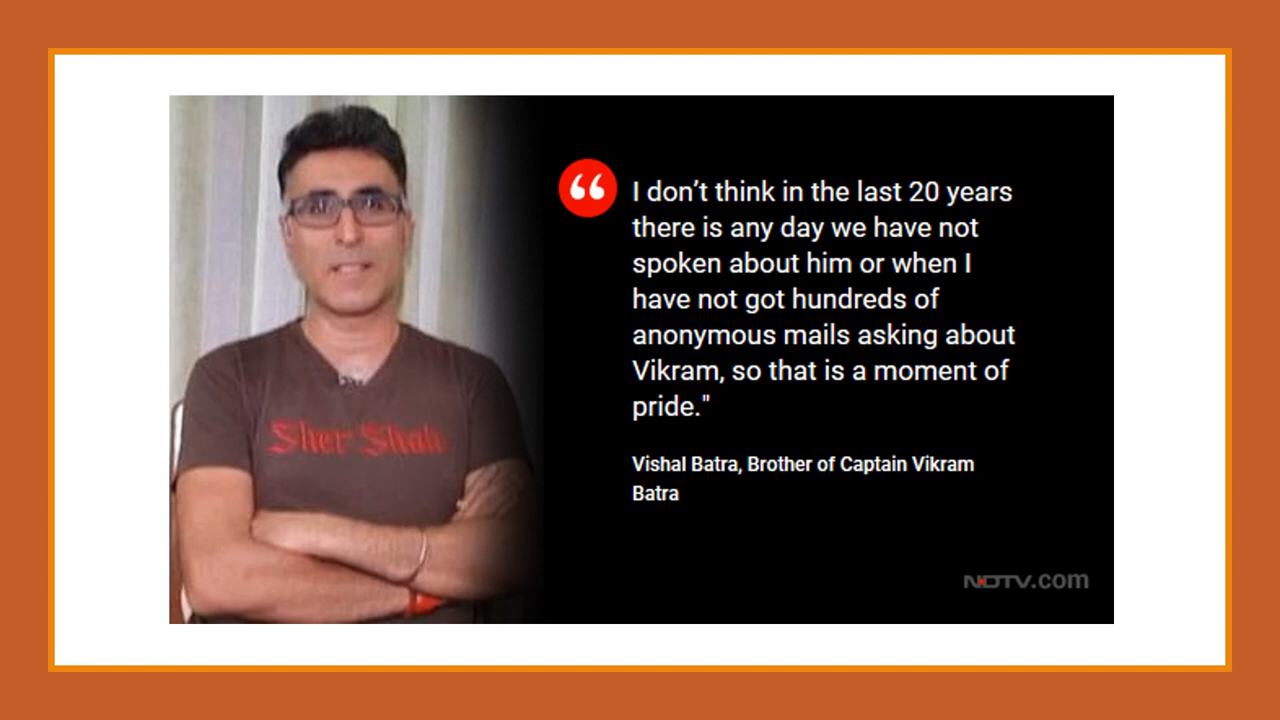 Sher Shah
“
I don’t think in the last 20 years
there is any day we have not
spoken about him or when I
have not got hundreds of
anonymous mails asking about
Vikram, so that is a moment of
pride."
Vishal Batra, Brother of Captain Vikram
Batra
NDTV.com